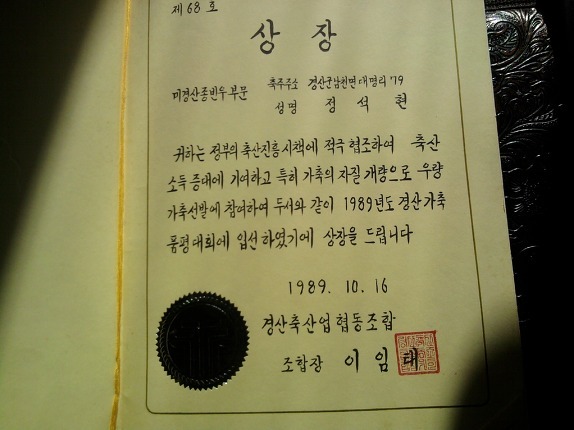 제 68 호
상 장
미경산종빈우 부문
축주주소 경산군남천면대명리 79
성명 정 석 현
귀하는 정부의 축산진흥시책에 적극 협조하여 축산
소득 증대에 기여하고 특히 가축의 자질 개량으로 우량
가축선발에 참여하여 두서와 같이 1989년도 경산가축
품평대회에 입선하였기에 상장을 드립니다
1989. 10. 16
경산축산업협동조합
조합장 이 임 태